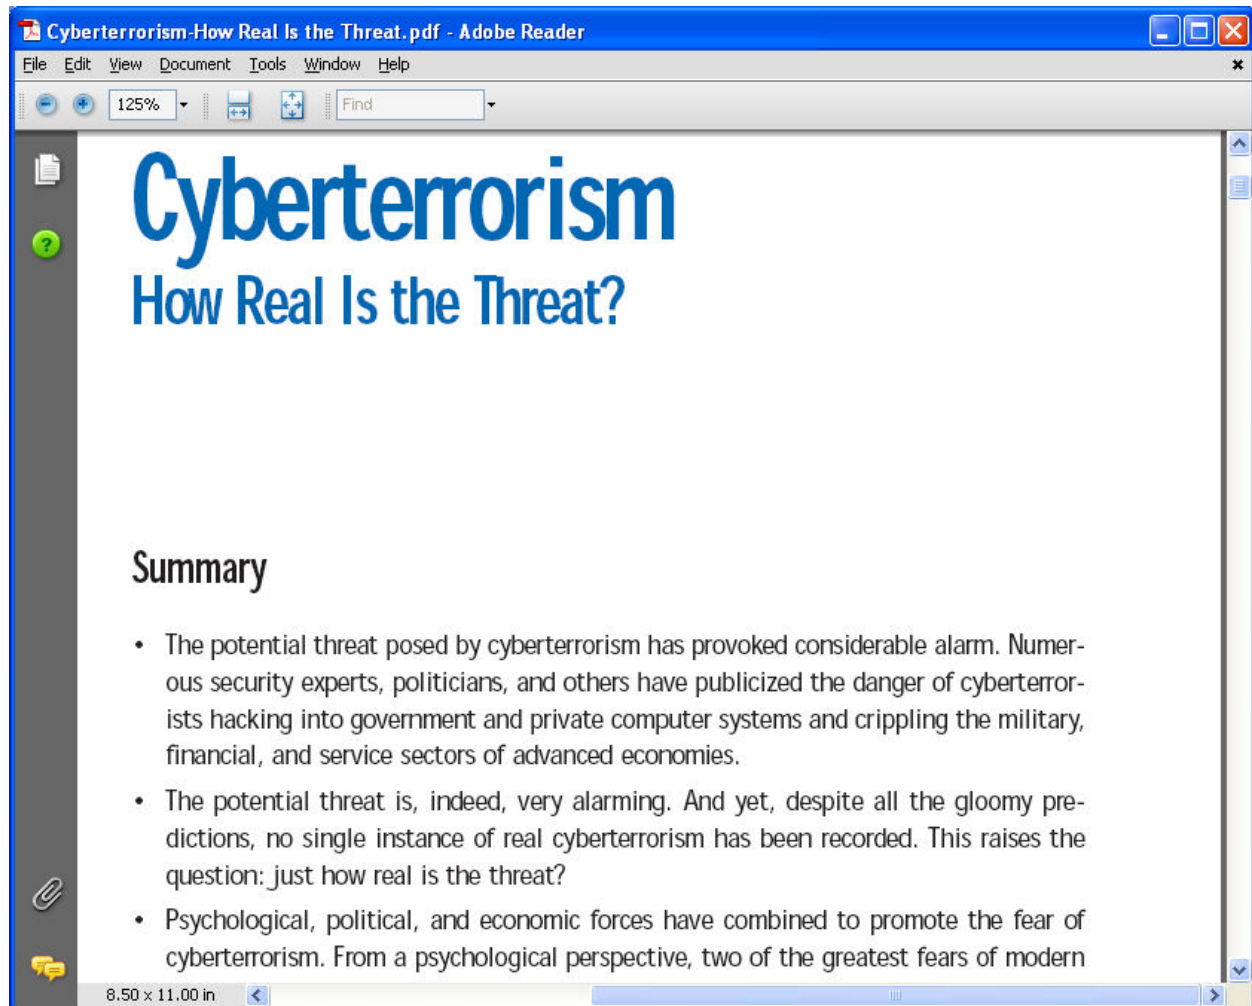 Cyberterrorism-How Real Is the Threat.pdf - Adobe Reader
File Edit View Document Tools Window Help
125% Find
Cyberterrorism
How Real Is the Threat?
Summary
• The potential threat posed by cyberterrorism has provoked considerable alarm. Numer-
ous security experts, politicians, and others have publicized the danger of cyberterror-
ists hacking into government and private computer systems and crippling the military,
financial, and service sectors of advanced economies.
• The potential threat is, indeed, very alarming. And yet, despite all the gloomy pre-
dictions, no single instance of real cyberterrorism has been recorded. This raises the
question: just how real is the threat?
• Psychological, political, and economic forces have combined to promote the fear of
cyberterrorism. From a psychological perspective, two of the greatest fears of modern
8.50 x 11.00 in